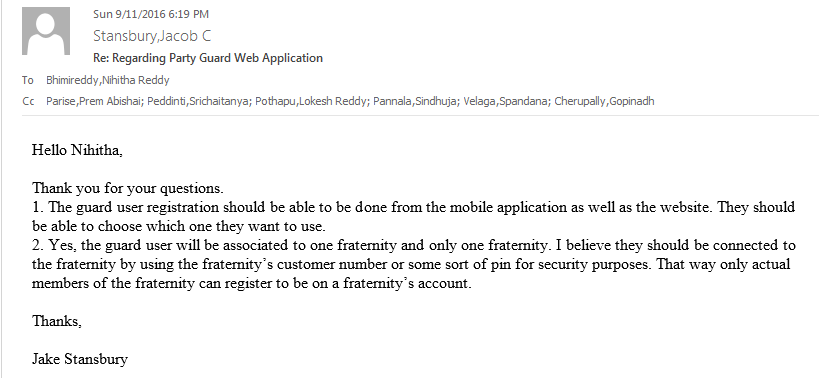 Sun 9/11/2016 6:19 PM
Stansbury,Jacob C
Re: Regarding Party Guard Web Application
To Bhimireddy,Nihitha Reddy
Cc Parise,Prem Abishai; Peddinti,Srichaitanya; Pothapu,Lokesh Reddy; Pannala,Sindhuja; Velaga,Spandana; Cherupally,Gopinadh
Hello Nihitha,
Thank you for your questions.
1. The guard user registration should be able to be done from the mobile application as well as the website. They should
be able to choose which one they want to use.
2. Yes, the guard user will be associated to one fraternity and only one fraternity. I believe they should be connected to
the fraternity by using the fraternity’s customer number or some sort of pin for security purposes. That way only actual
members of the fraternity can register to be on a fraternity’s account.
Thanks,
Jake Stansbury